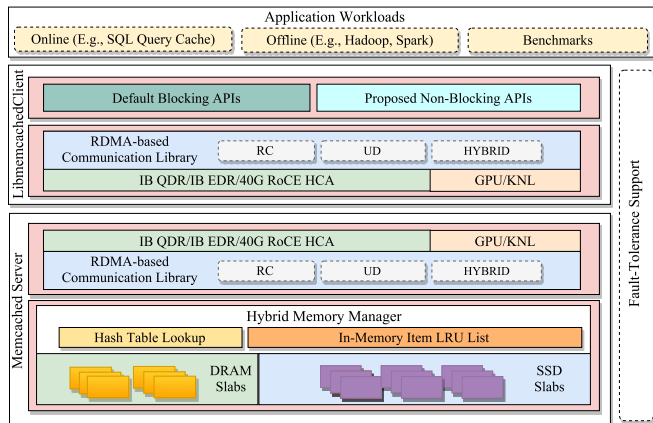 Application Workloads
Online (E.g., SQL Query Cache)
Offline (E.g., Hadoop, Spark)
Benchmarks
LibmemcachedClient
Default Blocking APIs
Proposed Non-Blocking APIs
RDMA-based
Communication Library
RC
UD
HYBRID
IB QDR/IB EDR/40G RoCE HCA
GPU/KNL
Memcached Server
IB QDR/IB EDR/40G RoCE HCA
GPU/KNL
RDMA-based
Communication Library
RC
UD
HYBRID
Hybrid Memory Manager
Hash Table Lookup
In-Memory Item LRU List
DRAM
Slabs
SSD
Slabs
Fault-Tolerance Support